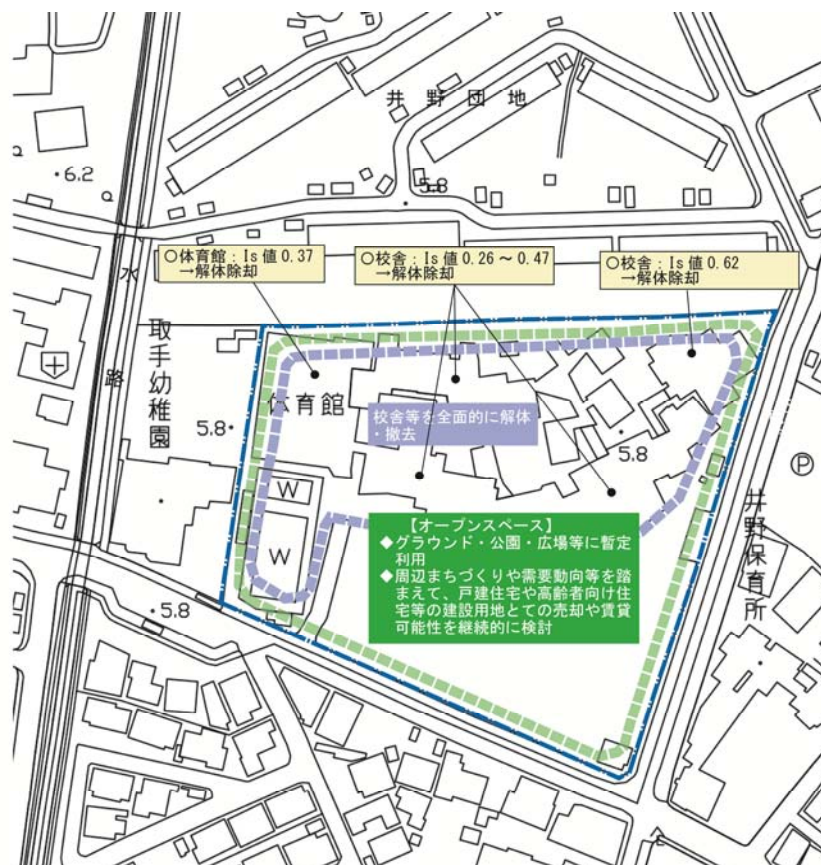 井野団地
6.2
5.8
○体育館：Is値0.37
→解体除却
○校舎：Is値0.26～0.47
→解体除却
○校舎：Is値0.62
→解体除却
水路
取手幼稚園
体育館
5.8
校舎等を全面的に解体
・撤去
5.8
P
W
W
井野保育所
【オープンスペース】
◆グラウンド・公園・広場等に暫定
利用
◆周辺まちづくりや需要動向等を踏
まえて、戸建住宅や高齢者向け住
宅等の建設用地とての売却や賃貸
可能性を継続的に検討
5.8